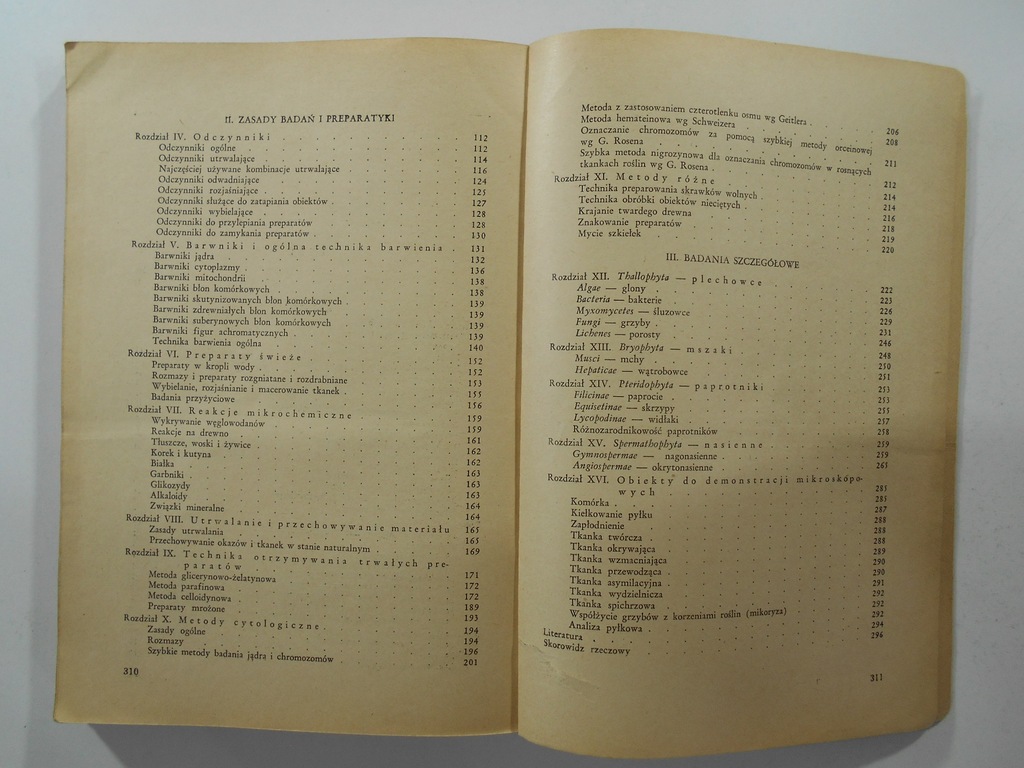 II. ZASADY BADAŃ I PREPARATYKI
Rozdział IV. Odczynniki . . . 112
Odczynniki ogólne . . . 112
Odczynniki utrwalające . . . 114
Najczęściej używane kombinacje utrwalające . . . 116
Odczynniki odwadniające . . . 124
Odczynniki rozjaśniające . . . 125
Odczynniki służące do zatapiania obiektów . . . 127
Odczynniki wybielające . . . 128
Odczynniki do przylepiania preparatów . . . 128
Odczynniki do zamykania preparatów . . . 130
Rozdział V. Barwniki i ogólna technika barwienia . 131
Barwniki jądra . . . 132
Barwniki cytoplazmy . . . 136
Barwniki mitochondrii . . . 138
Barwniki błon komórkowych . . . 138
Barwniki skutynizowanych błon komórkowych . . . 139
Barwniki zdrewniałych błon komórkowych . . . 139
Barwniki suberynowych błon komórkowych . . . 139
Barwniki figur achromatycznych . . . 139
Technika barwienia ogólna . . . 140
Rozdział VI. Preparaty świeże . . . 152
Preparaty w kropli wody . . . 152
Rozmazy i preparaty rozgniatane i rozdrabniane . . . 153
Wybielanie, rozjaśnianie i macerowanie tkanek . . . 155
Badania przyżyciowe . . . 156
Rozdział VII. Reakcje mikrochemiczne . . . 159
Wykrywanie węglowodanów . . . 159
Reakcje na drewno . . . 161
Tłuszcze, woski i żywice . . . 162
Korek i kutyna . . . 162
Białka . . . 163
Garbniki . . . 163
Glikozydy . . . 163
Alkaloidy . . . 164
Związki mineralne . . . 164
Rozdział VIII. Utrwalanie i przechowywanie materiału 165
Zasady utrwalania . . . 165
Przechowywanie okazów i tkanek w stanie naturalnym . . . 169
Rozdział IX. Technika otrzymywania trwałych pre-
paratów . . . 171
Metoda glicerynowo-żelatynowa . . . 172
Metoda parafinowa . . . 172
Metoda celloidynowa . . . 189
Preparaty mrożone . . . 193
Rozdział X. Metody cytologiczne . . . 194
Zasady ogólne . . . 194
Rozmazy . . . 196
Szybkie metody badania jądra i chromozomów . . . 201
310
Metoda z zastosowaniem czterotlenku osmu wg Geitlera . . . 206
Metoda hemateinowa wg Schweizera . . . 208
Oznaczanie chromozomów za pomocą szybkiej metody orceinowej
wg G. Rosena . . . 211
Szybka metoda nigrozynowa dla oznaczania chromozomów w rosnących
tkankach roślin wg G. Rosena . . . 212
Rozdział XI. Metody różne . . . 214
Technika preparowania skrawków wolnych . . . 214
Technika obróbki obiektów nieciętych . . . 216
Krajanie twardego drewna . . . 218
Znakowanie preparatów . . . 219
Mycie szkiełek . . . 220
III. BADANIA SZCZEGÓŁOWE
Rozdział XII. Thallophyta — plechowce . . . 222
Algae — glony . . . 223
Bacteria — bakterie . . . 226
Myxomycetes — śluzowce . . . 229
Fungi — grzyby . . . 231
Lichenes — porosty . . . 246
Rozdział XIII. Bryophyta — mszaki . . . 248
Musci — mchy . . . 250
Hepaticae — wątrobowce . . . 251
Rozdział XIV. Pteridophyta — paprotniki . . . 253
Filicinae — paprocie . . . 253
Equisetinae — skrzypy . . . 255
Lycopodinae — widłaki . . . 257
Różnozarodnikowość paprotników . . . 258
Rozdział XV. Spermathophyta — nasienne . . . 259
Gymnospermae — nagonasienne . . . 259
Angiospermae — okrytonasienne . . . 265
Rozdział XVI. Obiekty do demonstracji mikroskopo-
wych . . . 285
Komórka . . . 285
Kiełkowanie pyłku . . . 287
Zapłodnienie . . . 288
Tkanka twórcza . . . 288
Tkanka okrywająca . . . 288
Tkanka wzmacniająca . . . 289
Tkanka przewodząca . . . 290
Tkanka asymilacyjna . . . 290
Tkanka wydzielnicza . . . 291
Tkanka spichrzowa . . . 292
Współżycie grzybów z korzeniami roślin (mikoryza) . . . 292
Analiza pyłkowa . . . 292
Literatura . . . 294
Skorowidz rzeczowy . . . 296
311